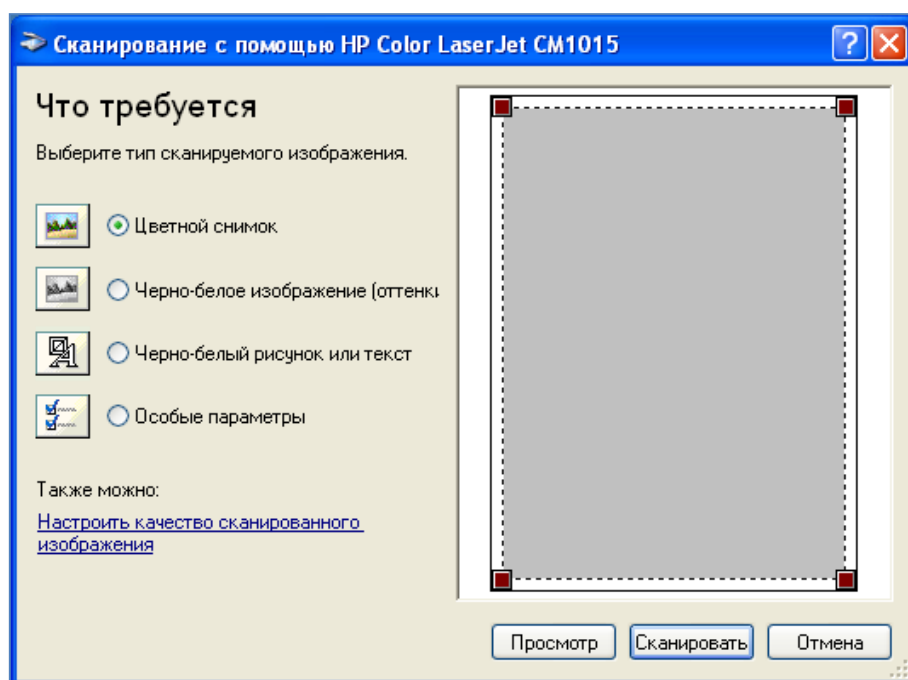 Сканирование с помощью HP Color LaserJet CM1015
Что требуется
Выберите тип сканируемого изображения.
Цветной снимок
Черно-белое изображение (оттенки
Черно-белый рисунок или текст
Особые параметры
Также можно:
Настроить качество сканированного
изображения
Просмотр
Сканировать
Отмена